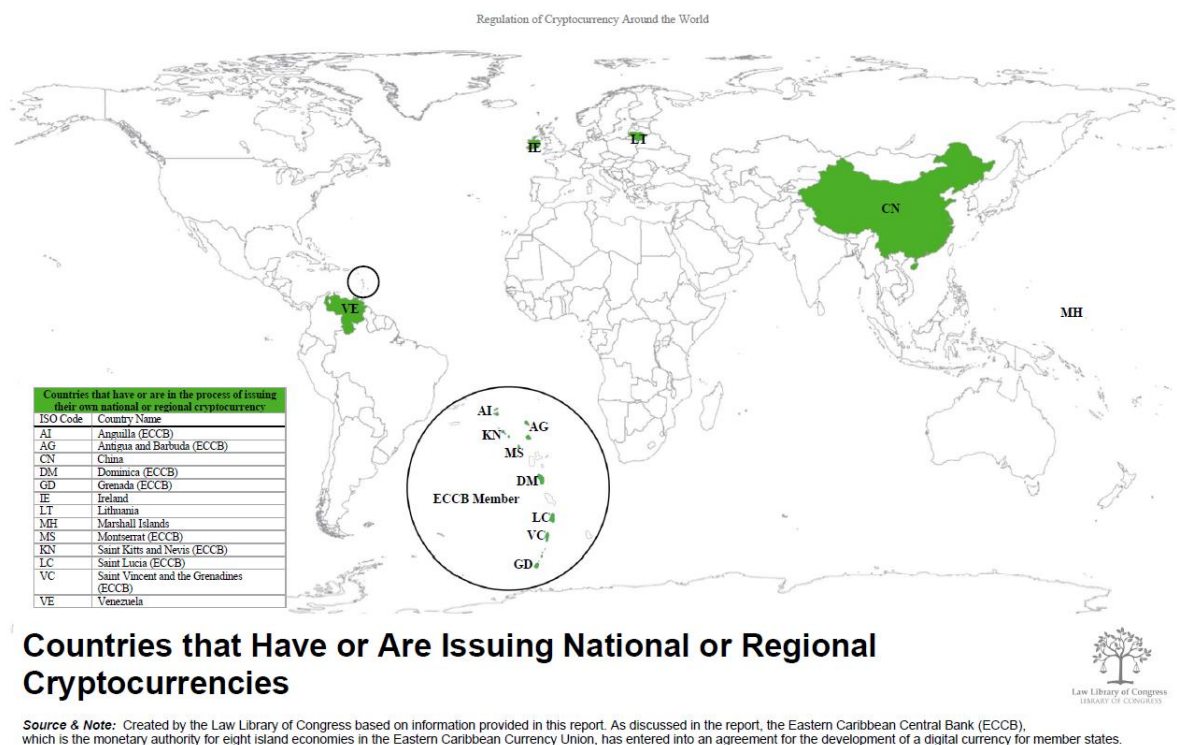 Regulation of Cryptocurrency Around the World
IE
LT
CN
VE
MH
Countries that have or are in the process of issuing
their own national or regional cryptocurrency
ISO Code Country Name
AI Anguilla (ECCB)
AG Antigua and Barbuda (ECCB)
CN China
DM Dominica (ECCB)
GD Grenada (ECCB)
IE Ireland
LT Lithuania
MH Marshall Islands
MS Montserrat (ECCB)
KN Saint Kitts and Nevis (ECCB)
LC Saint Lucia (ECCB)
VC Saint Vincent and the Grenadines
(ECCB)
VE Venezuela
AI
AG
KN
MS
DM
ECCB Member
LC
VC
GD
Countries that Have or Are Issuing National or Regional
Cryptocurrencies
Law Library of Congress
LIBRARY OF CONGRESS
Source & Note: Created by the Law Library of Congress based on information provided in this report. As discussed in the report, the Eastern Caribbean Central Bank (ECCB),
which is the monetary authority for eight island economies in the Eastern Caribbean Currency Union, has entered into an agreement for the development of a digital currency for member states.